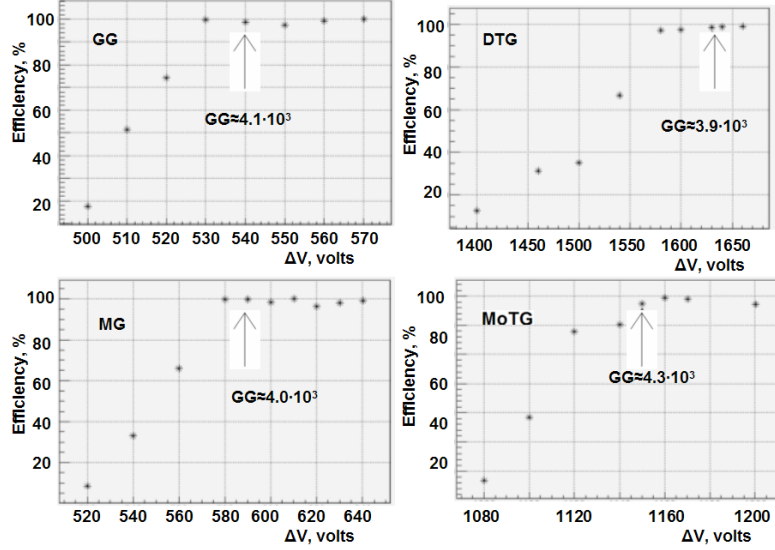 GG
Efficiency, %
100
80
60
40
20
GG≈4.1·10³
500 510 520 530 540 550 560 570
ΔV, volts
DTG
Efficiency, %
100
80
60
40
20
GG≈3.9·10³
1400 1450 1500 1550 1600 1650
ΔV, volts
MG
Efficiency, %
100
80
60
40
20
GG≈4.0·10³
520 540 560 580 600 620 640
ΔV, volts
MoTG
Efficiency, %
100
80
60
40
20
GG≈4.3·10³
1080 1120 1160 1200
ΔV, volts